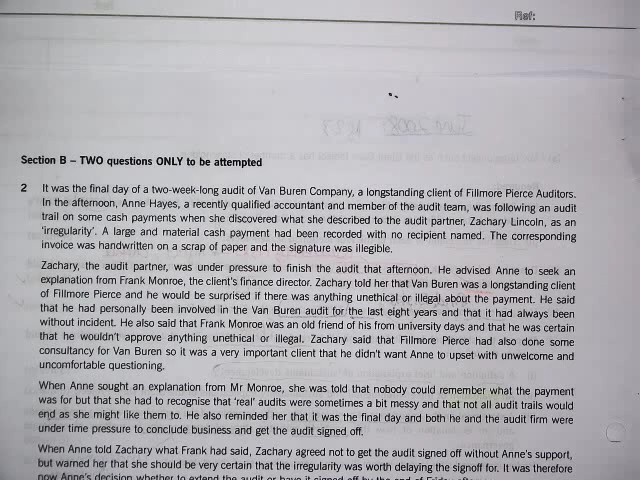 Ref:
Section B – TWO questions ONLY to be attempted
2 It was the final day of a two-week-long audit of Van Buren Company, a longstanding client of Fillmore Pierce Auditors.
In the afternoon, Anne Hayes, a recently qualified accountant and member of the audit team, was following an audit
trail on some cash payments when she discovered what she described to the audit partner, Zachary Lincoln, as an
‘irregularity’. A large and material cash payment had been recorded with no recipient named. The corresponding
invoice was handwritten on a scrap of paper and the signature was illegible.
Zachary, the audit partner, was under pressure to finish the audit that afternoon. He advised Anne to seek an
explanation from Frank Monroe, the client’s finance director. Zachary told her that Van Buren was a longstanding client
of Fillmore Pierce and he would be surprised if there was anything unethical or illegal about the payment. He said
that he had personally been involved in the Van Buren audit for the last eight years and that it had always been
without incident. He also said that Frank Monroe was an old friend of his from university days and that he was certain
that he wouldn’t approve anything unethical or illegal. Zachary said that Fillmore Pierce had also done some
consultancy for Van Buren so it was a very important client that he didn’t want Anne to upset with unwelcome and
uncomfortable questioning.
When Anne sought an explanation from Mr Monroe, she was told that nobody could remember what the payment
was for but that she had to recognise that ‘real’ audits were sometimes a bit messy and that not all audit trails would
end as she might like them to. He also reminded her that it was the final day and both he and the audit firm were
under time pressure to conclude business and get the audit signed off.
When Anne told Zachary what Frank had said, Zachary agreed not to get the audit signed off without Anne’s support,
but warned her that she should be very certain that the irregularity was worth delaying the signoff for. It was therefore
now Anne’s decision whether to extend the audit or have it signed off by the end of Friday